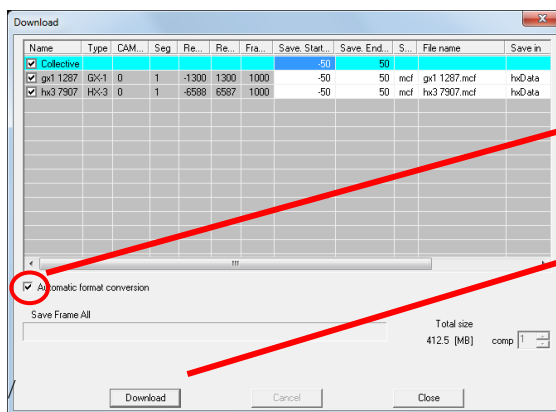 Download
Name Type CAM... Seg Re... Re... Fra... Save. Start... Save. End... S... File name Save in
Collective -50 50
gx1 1287 GX-1 0 1 -1300 1300 1000 -50 50 mcf gx1 1287.mcf hxData
hx3 7907 HX-3 0 1 -6588 6587 1000 -50 50 mcf hx3 7907.mcf hxData
Automatic format conversion
Save Frame All
Total size
412.5 [MB] comp 1
/
Download Cancel Close